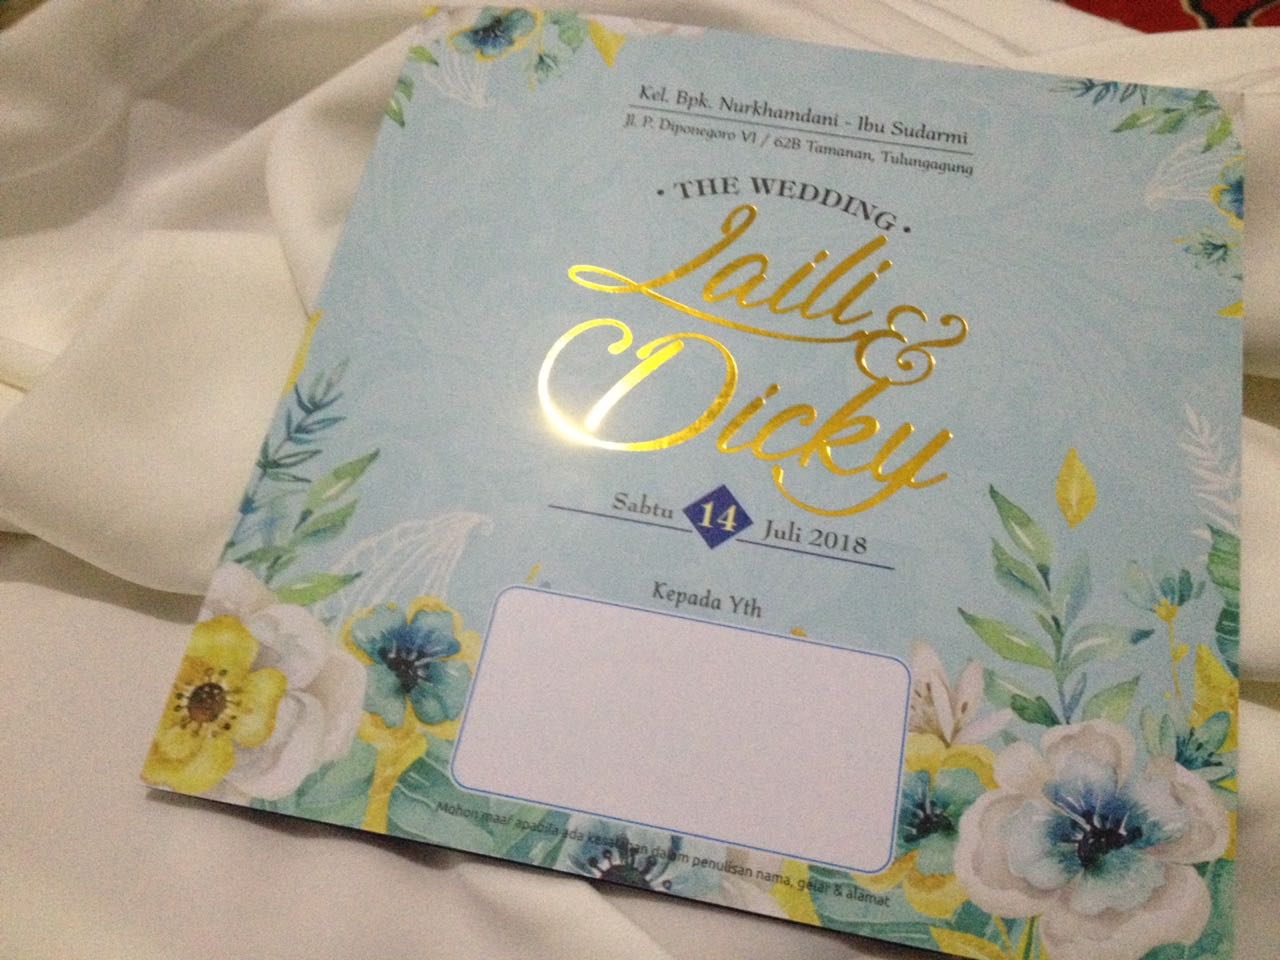 Kel. Bpk. Nurkhamdani - Ibu Sudarmi
Jl. P. Diponegoro VI / 62B Tamanan, Tulungagung
• THE WEDDING •
Laili &
Dicky
Sabtu 14 Juli 2018
Kepada Yth
Mohon maaf apabila ada kesalahan dalam penulisan nama, gelar & alamat